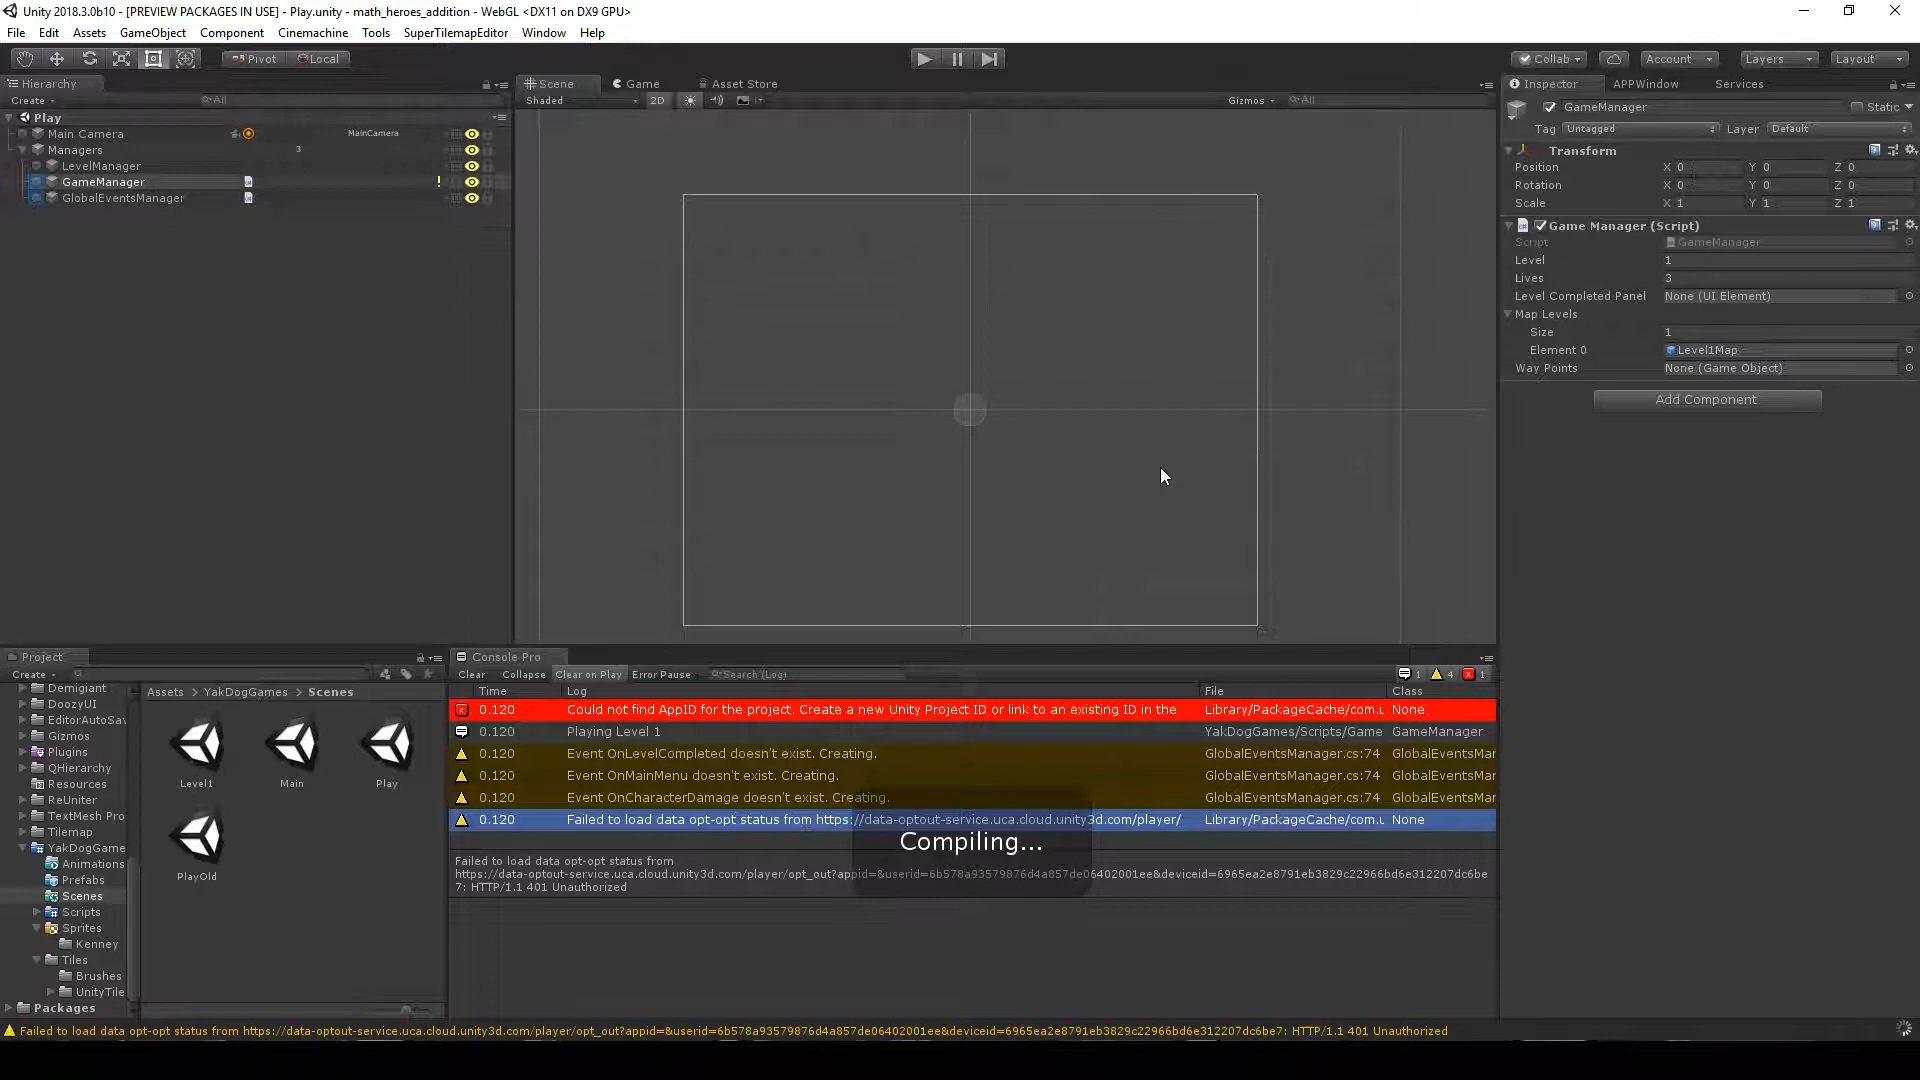 Unity 2018.3.0b10 - [PREVIEW PACKAGES IN USE] - Play.unity - math_heroes_addition - WebGL <DX11 on DX9 GPU>
File Edit Assets GameObject Component Cinemachine Tools SuperTilemapEditor Window Help
Pivot Local Collab Account Layers Layout
Hierarchy Scene Game Asset Store Inspector APPWindow Services
Create All Shaded 2D Gizmos All
GameManager Static
Play
Tag Untagged Layer Default
Main Camera MainCamera
Managers 3
Transform
LevelManager
Position X 0 Y 0 Z 0
GameManager !
Rotation X 0 Y 0 Z 0
GlobalEventsManager
Scale X 1 Y 1 Z 1
Game Manager (Script)
Script GameManager
Level 1
Lives 3
Level Completed Panel None (UI Element)
Map Levels
Size 1
Element 0 Level1Map
Way Points None (Game Object)
Add Component
Project
Create
Demigiant
DoozyUI
EditorAutoSav
Gizmos
Plugins
QHierarchy
Resources
ReUniter
TextMesh Pro
Tilemap
YakDogGame
Animations
Prefabs
Scenes
Scripts
Sprites
Kenney
Tiles
Brushes
UnityTile
Packages
Assets YakDogGames Scenes
Level1 Main Play
PlayOld
Console Pro
Clear Collapse Clear on Play Error Pause Search (Log) 1 4 1
Time Log File Class
0.120 Could not find AppID for the project. Create a new Unity Project ID or link to an existing ID in the Library/PackageCache/com.u None
0.120 Playing Level 1 YakDogGames/Scripts/Game GameManager
0.120 Event OnLevelCompleted doesn't exist. Creating. GlobalEventsManager.cs:74 GlobalEventsMar
0.120 Event OnMainMenu doesn't exist. Creating. GlobalEventsManager.cs:74 GlobalEventsMar
0.120 Event OnCharacterDamage doesn't exist. Creating. GlobalEventsManager.cs:74 GlobalEventsMar
0.120 Failed to load data opt-opt status from https://data-optout-service.uca.cloud.unity3d.com/player/ Library/PackageCache/com.u None
Compiling...
Failed to load data opt-opt status from
https://data-optout-service.uca.cloud.unity3d.com/player/opt_out?appid=&userid=6b578a93579876d4a857de06402001ee&deviceid=6965ea2e8791eb3829c22966bd6e312207dc6be
7: HTTP/1.1 401 Unauthorized
Failed to load data opt-opt status from https://data-optout-service.uca.cloud.unity3d.com/player/opt_out?appid=&userid=6b578a93579876d4a857de06402001ee&deviceid=6965ea2e8791eb3829c22966bd6e312207dc6be7: HTTP/1.1 401 Unauthorized